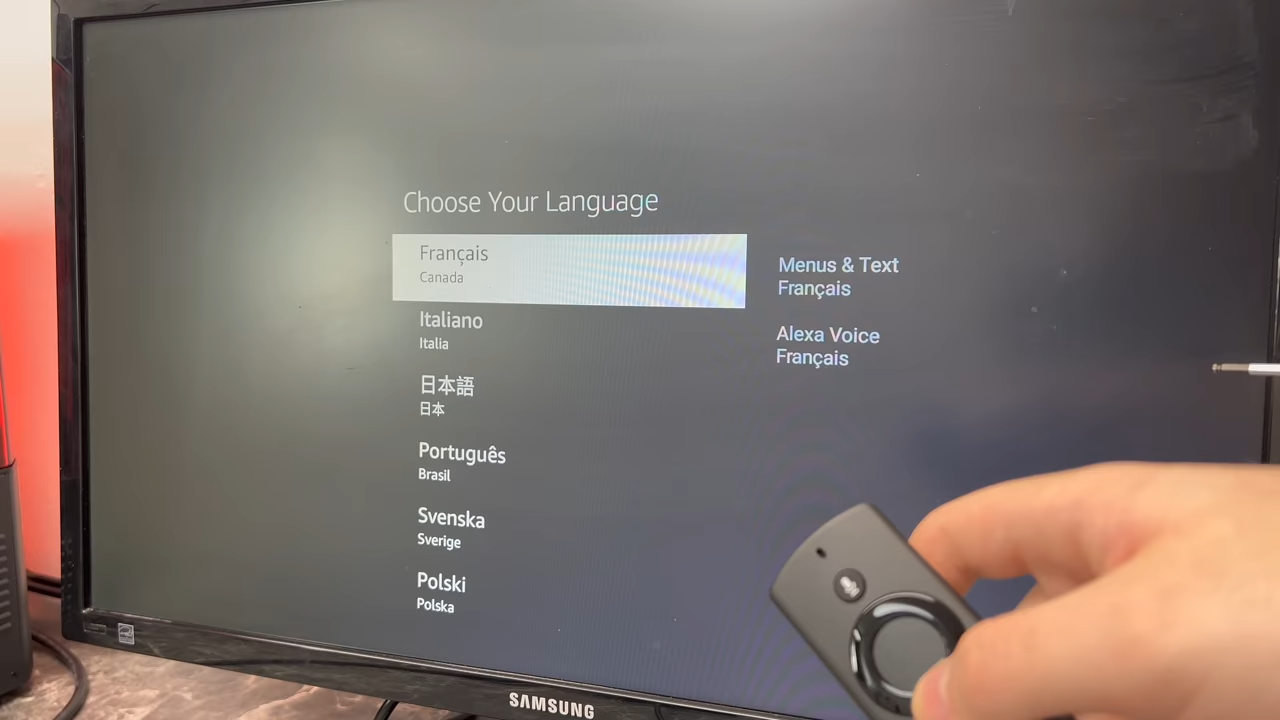 Choose Your Language
Français
Canada
Menus & Text
Français
Italiano
Italia
Alexa Voice
Français
日本語
日本
Português
Brasil
Svenska
Sverige
Polski
Polska
SAMSUNG